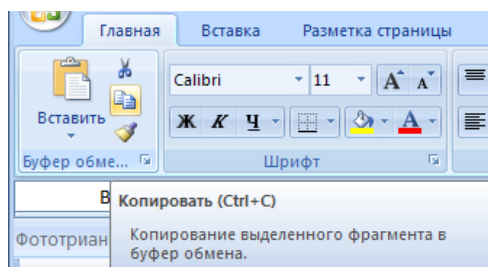 Главная Вставка Разметка страницы
Calibri 11 A A
Вставить Ж К Ч A
Буфер обме... Шрифт
В
Копировать (Ctrl+C)
Фототриан
Копирование выделенного фрагмента в
буфер обмена.